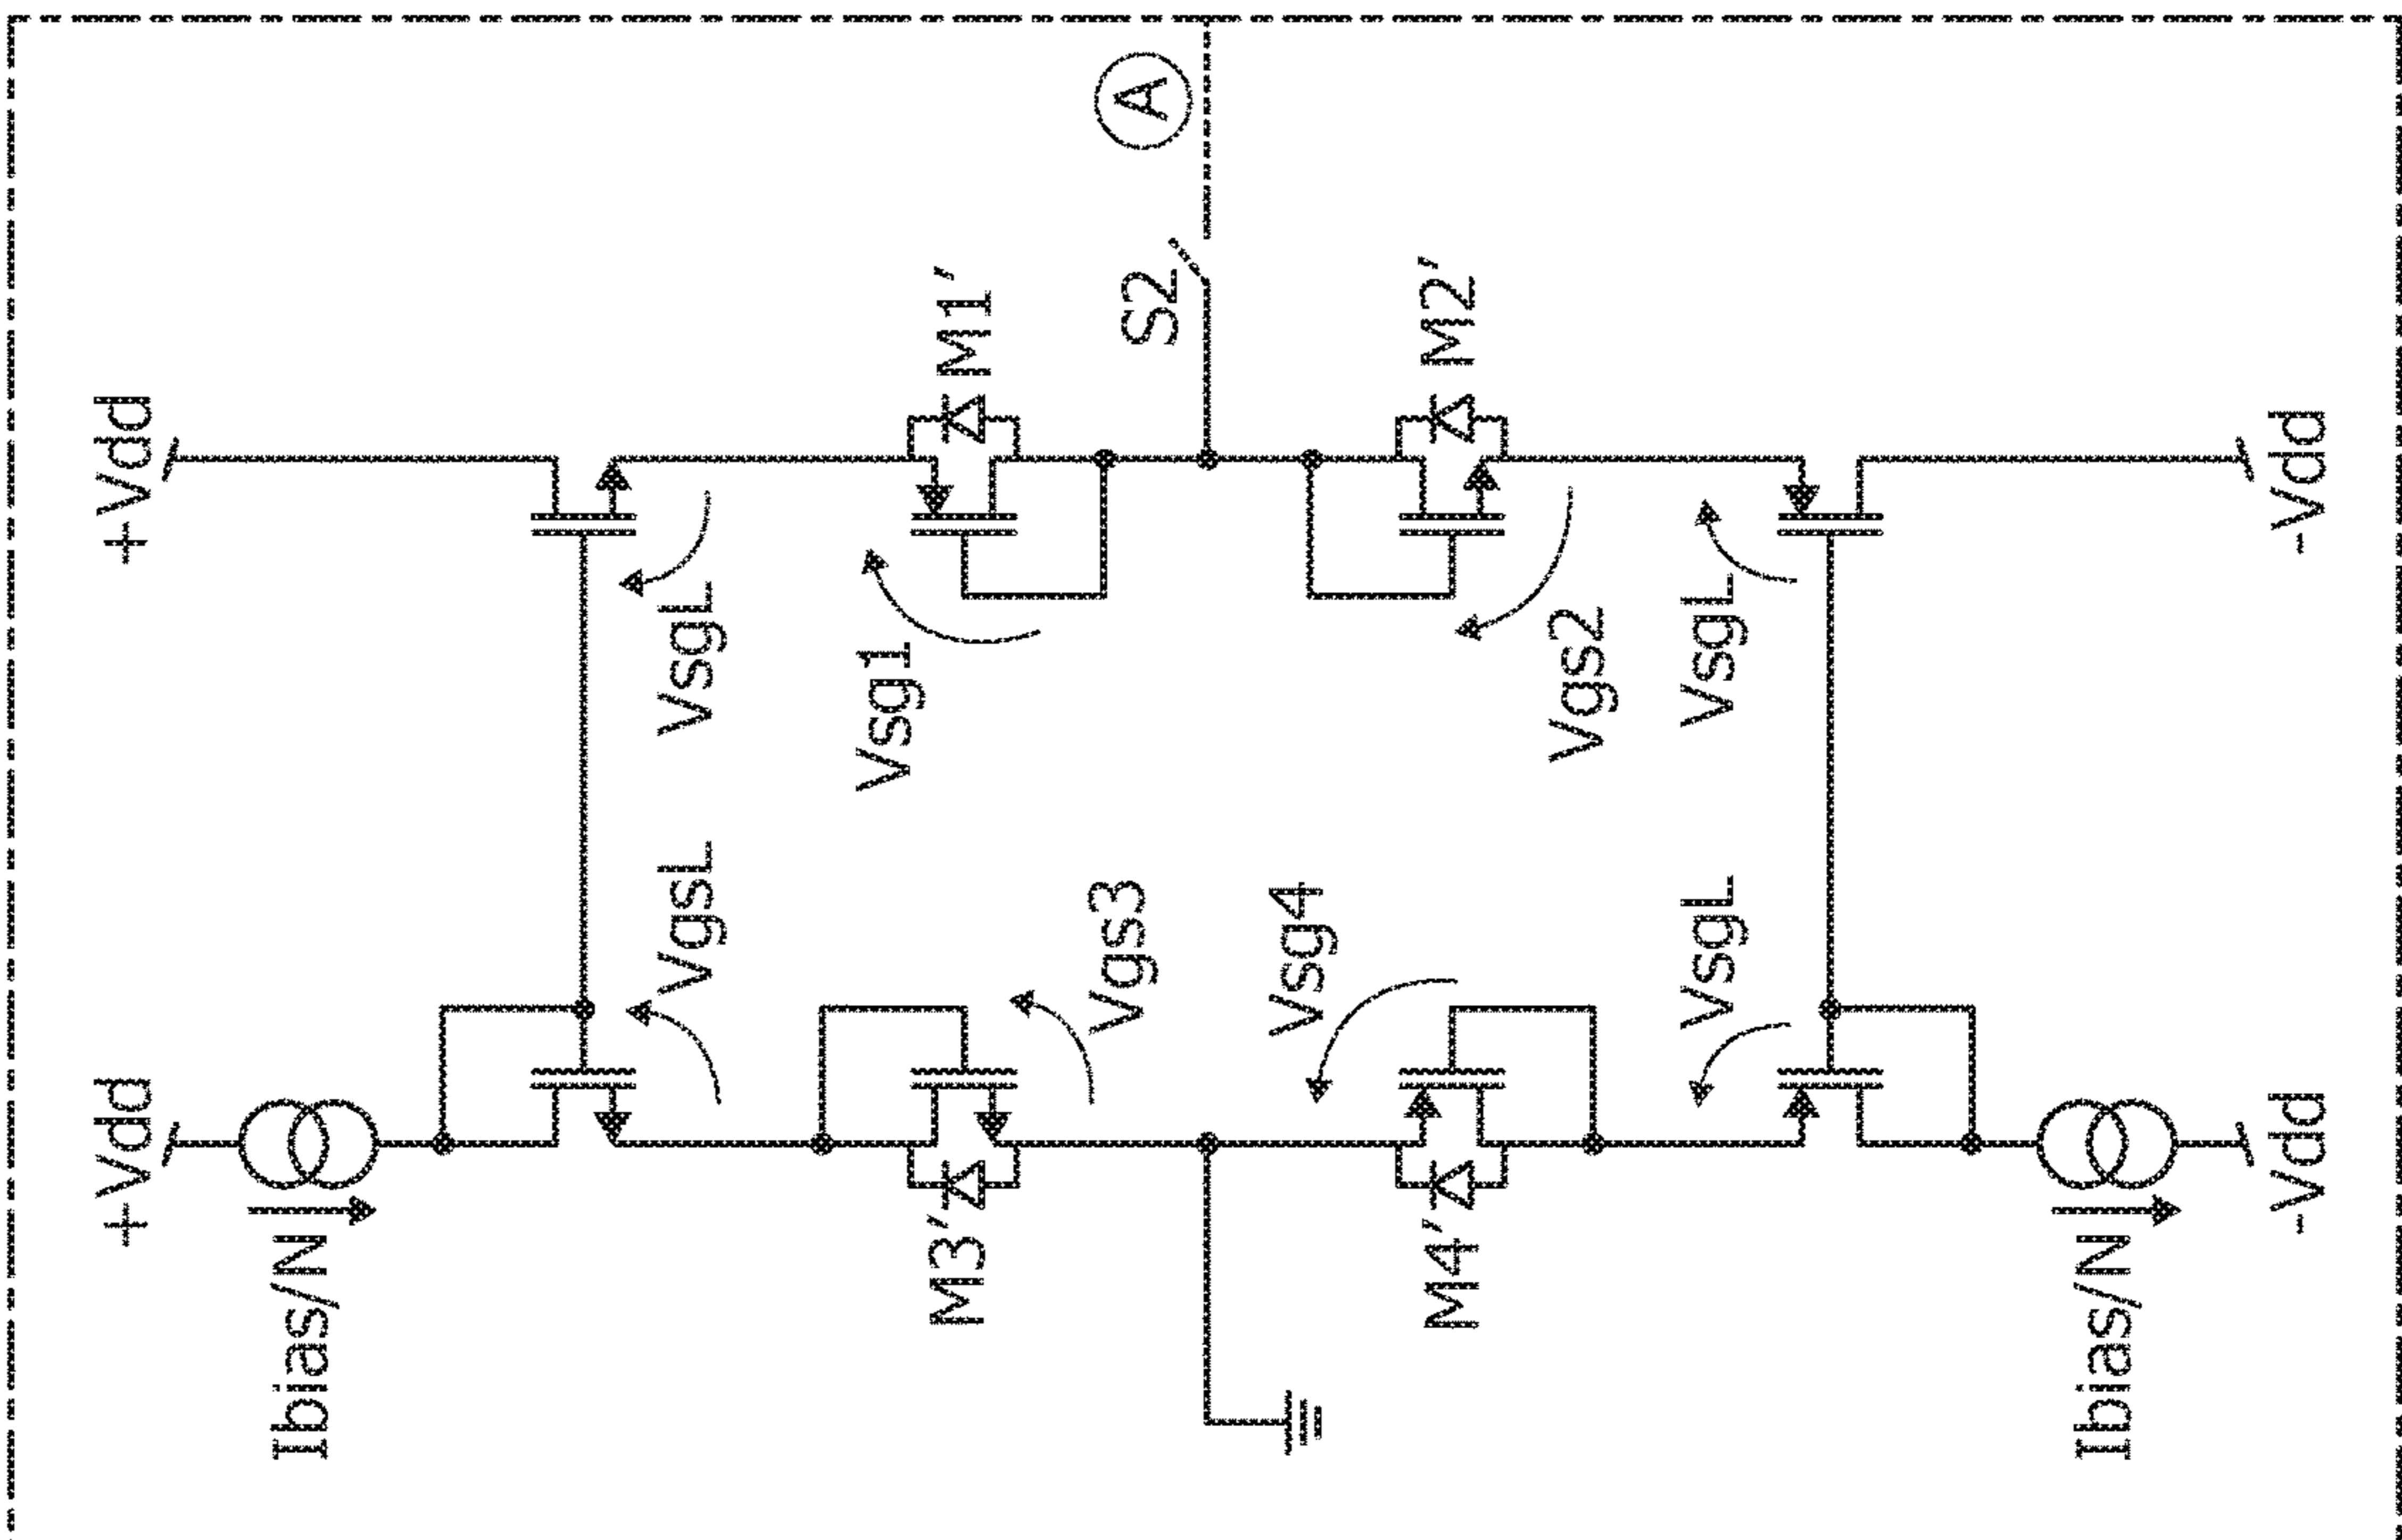 +Vdd
+Vdd
Ibias/N
VgsL
VsgL
M3'
Vgs3
Vsg1
M1'
A
S2
M4'
Vsg4
Vgs2
M2'
VsgL
VsgL
Ibias/N
-Vdd
-Vdd